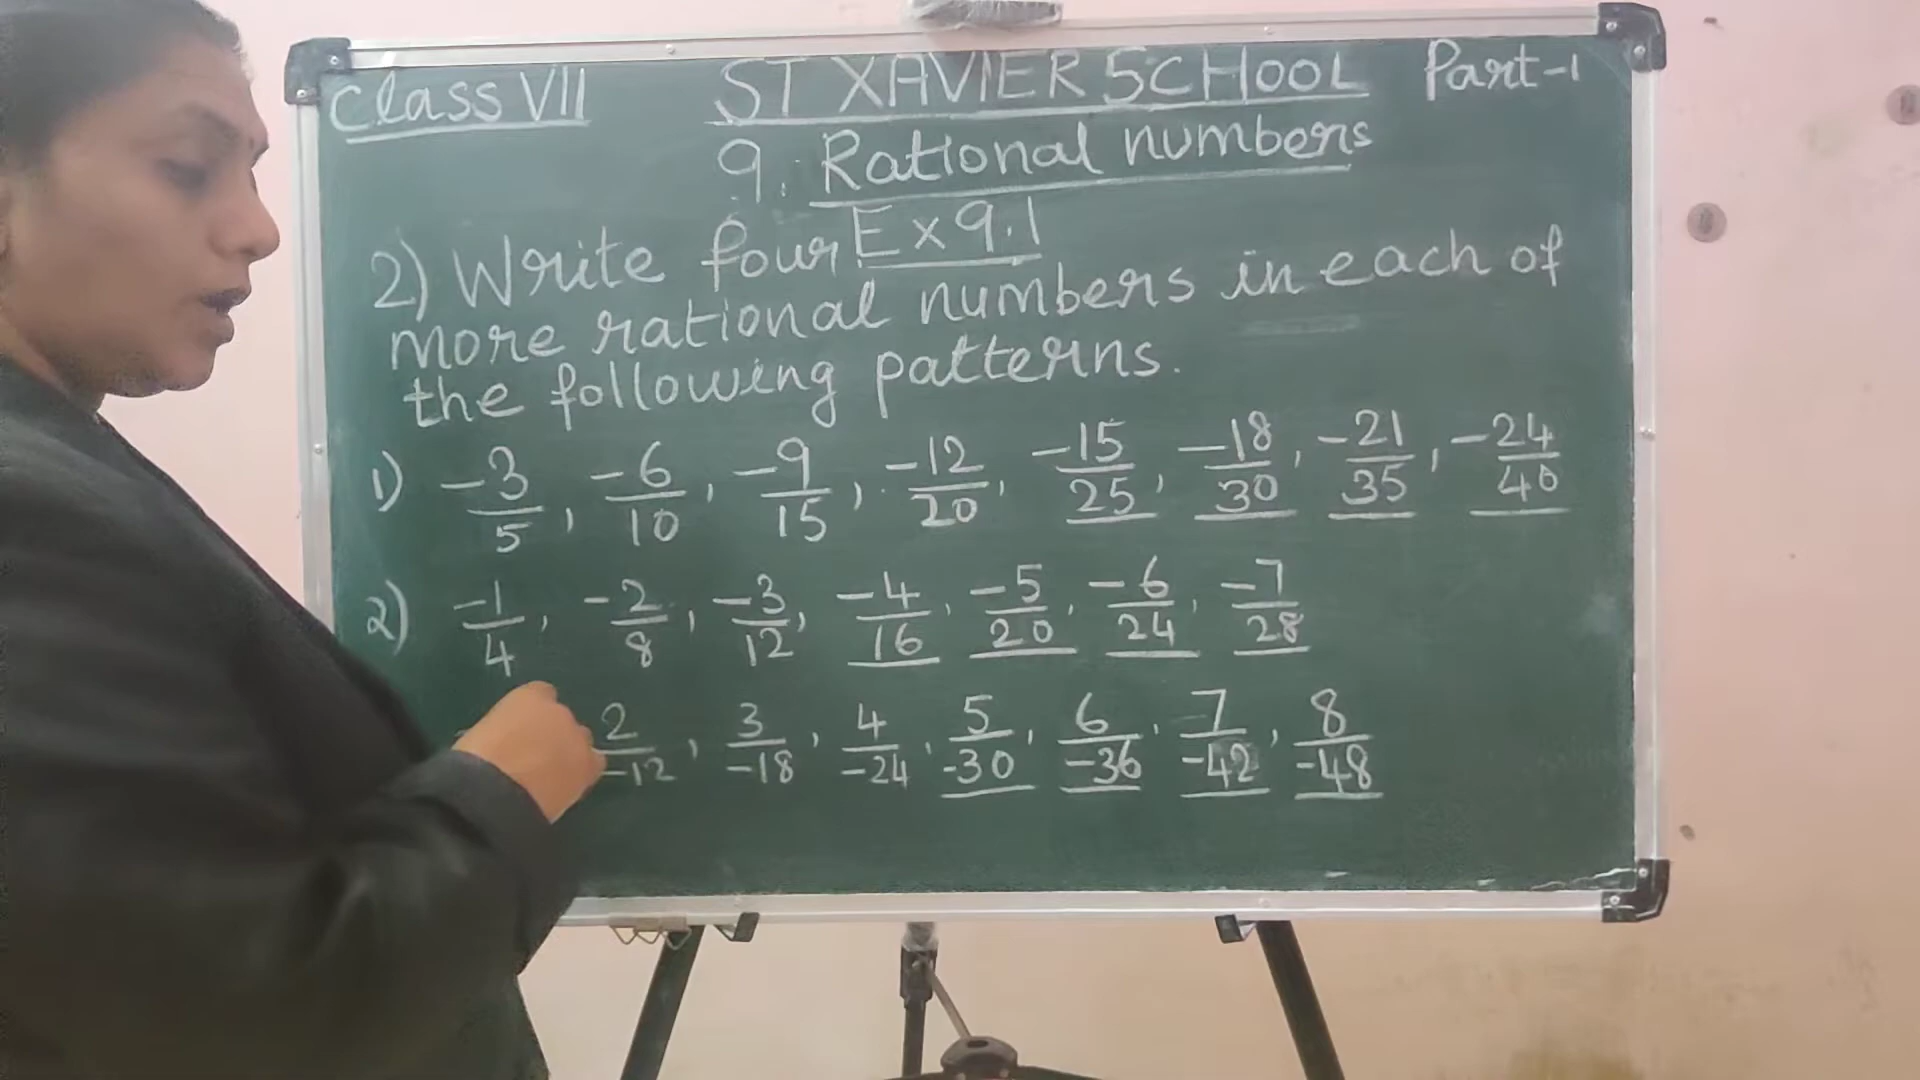 Class VII ST XAVIER SCHOOL Part-1
9. Rational numbers
Ex 9.1
2) Write four
more rational numbers in each of
the following patterns.
1) -3/5, -6/10, -9/15, -12/20, -15/25, -18/30, -21/35, -24/40
2) -1/4, -2/8, -3/12, -4/16, -5/20, -6/24, -7/28
2/-12, 3/-18, 4/-24, 5/-30, 6/-36, 7/-42, 8/-48